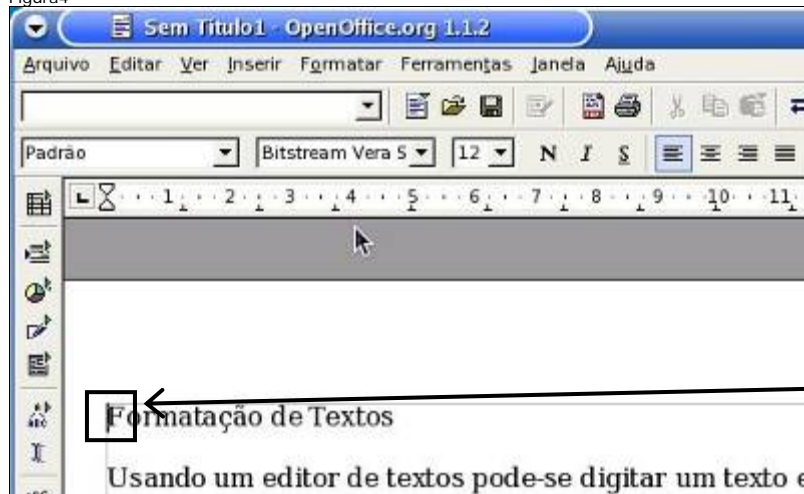 Figura4
Sem Título1 - OpenOffice.org 1.1.2
Arquivo Editar Ver Inserir Formatar Ferramentas Janela Ajuda
Padrão Bitstream Vera S 12 N I S
1 2 3 4 5 6 7 8 9 10 11
Formatação de Textos
Usando um editor de textos pode-se digitar um texto e